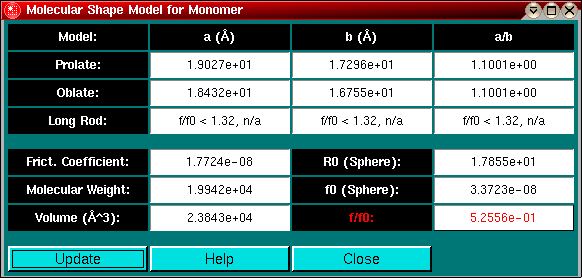 Molecular Shape Model for Monomer
Model: a (Å) b (Å) a/b
Prolate: 1.9027e+01 1.7296e+01 1.1001e+00
Oblate: 1.8432e+01 1.6755e+01 1.1001e+00
Long Rod: f/f0 < 1.32, n/a f/f0 < 1.32, n/a f/f0 < 1.32, n/a
Frict. Coefficient: 1.7724e-08 R0 (Sphere): 1.7855e+01
Molecular Weight: 1.9942e+04 f0 (Sphere): 3.3723e-08
Volume (Å^3): 2.3843e+04 f/f0: 5.2556e-01
Update Help Close